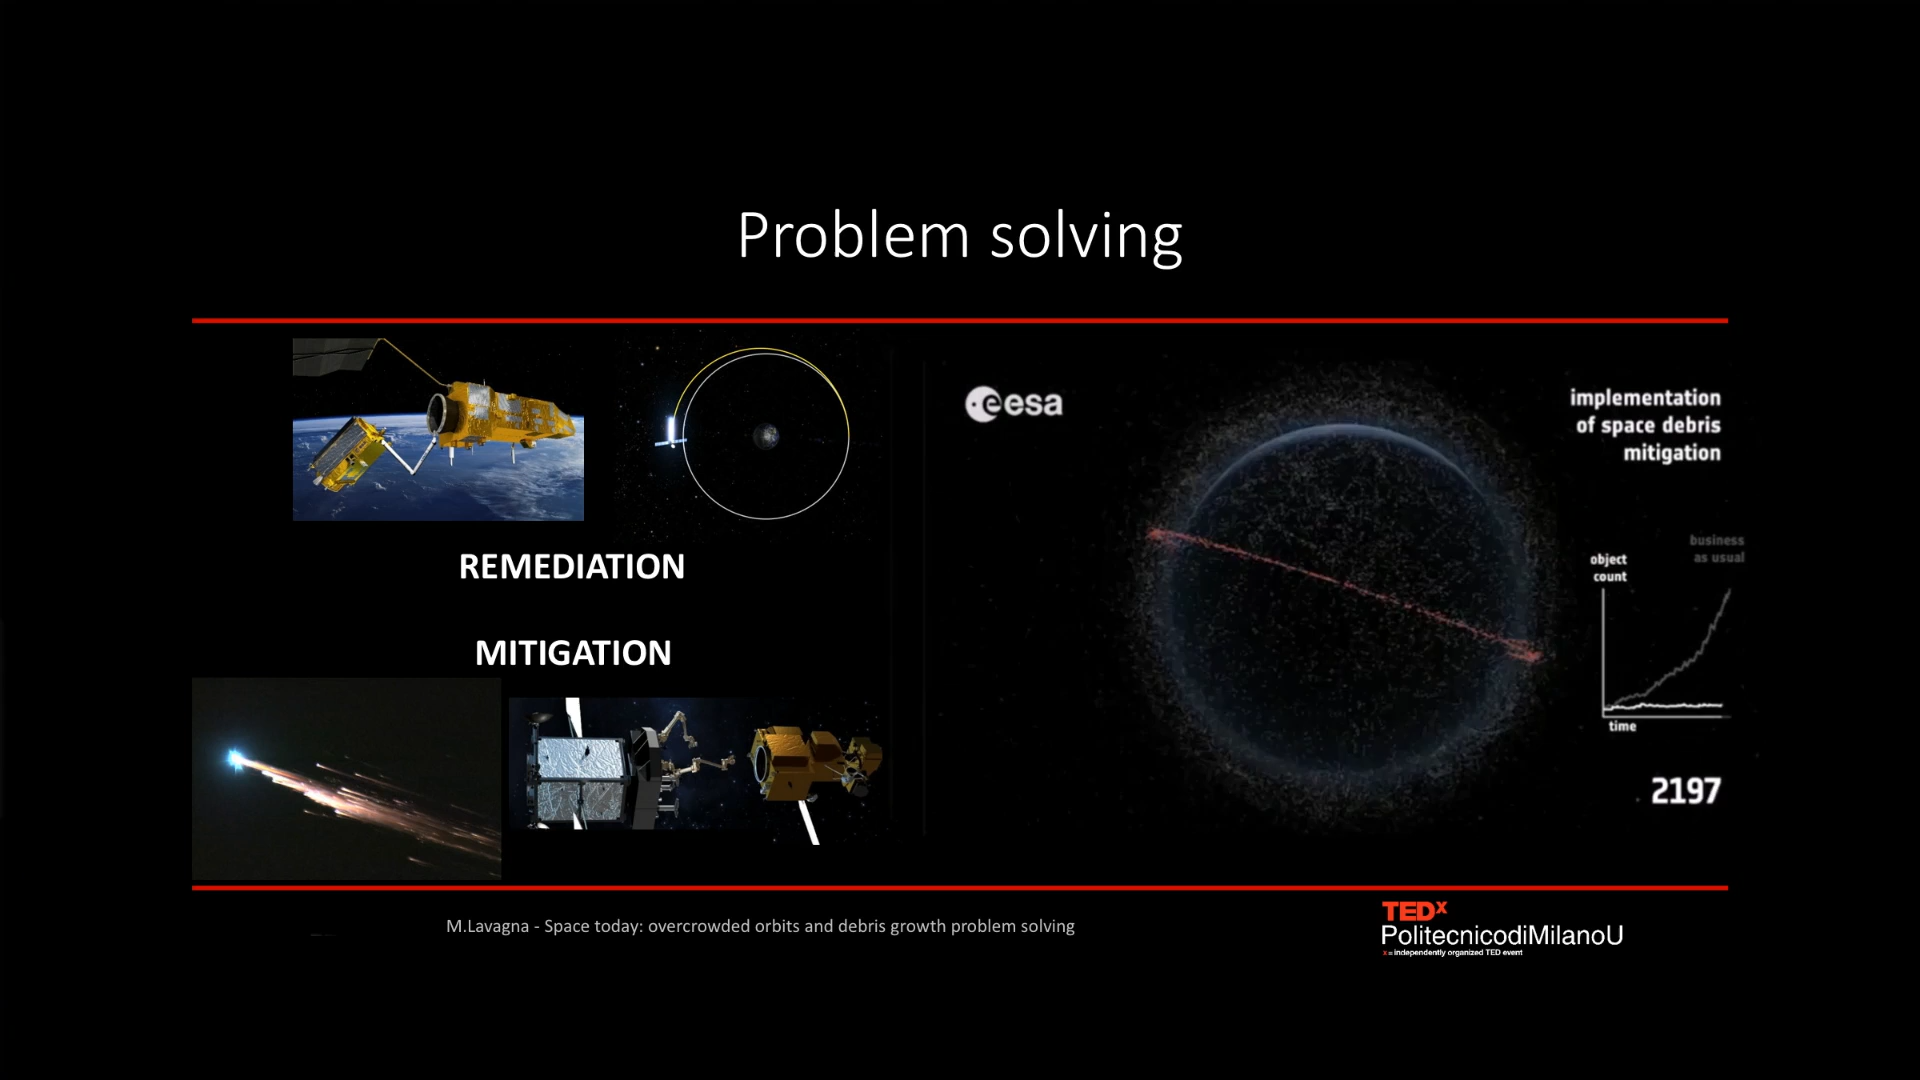 Problem solving
REMEDIATION
MITIGATION
esa
implementation
of space debris
mitigation
business
as usual
object
count
time
2197
M.Lavagna - Space today: overcrowded orbits and debris growth problem solving
TEDx
PolitecnicodiMilanoU
x = independently organized TED event